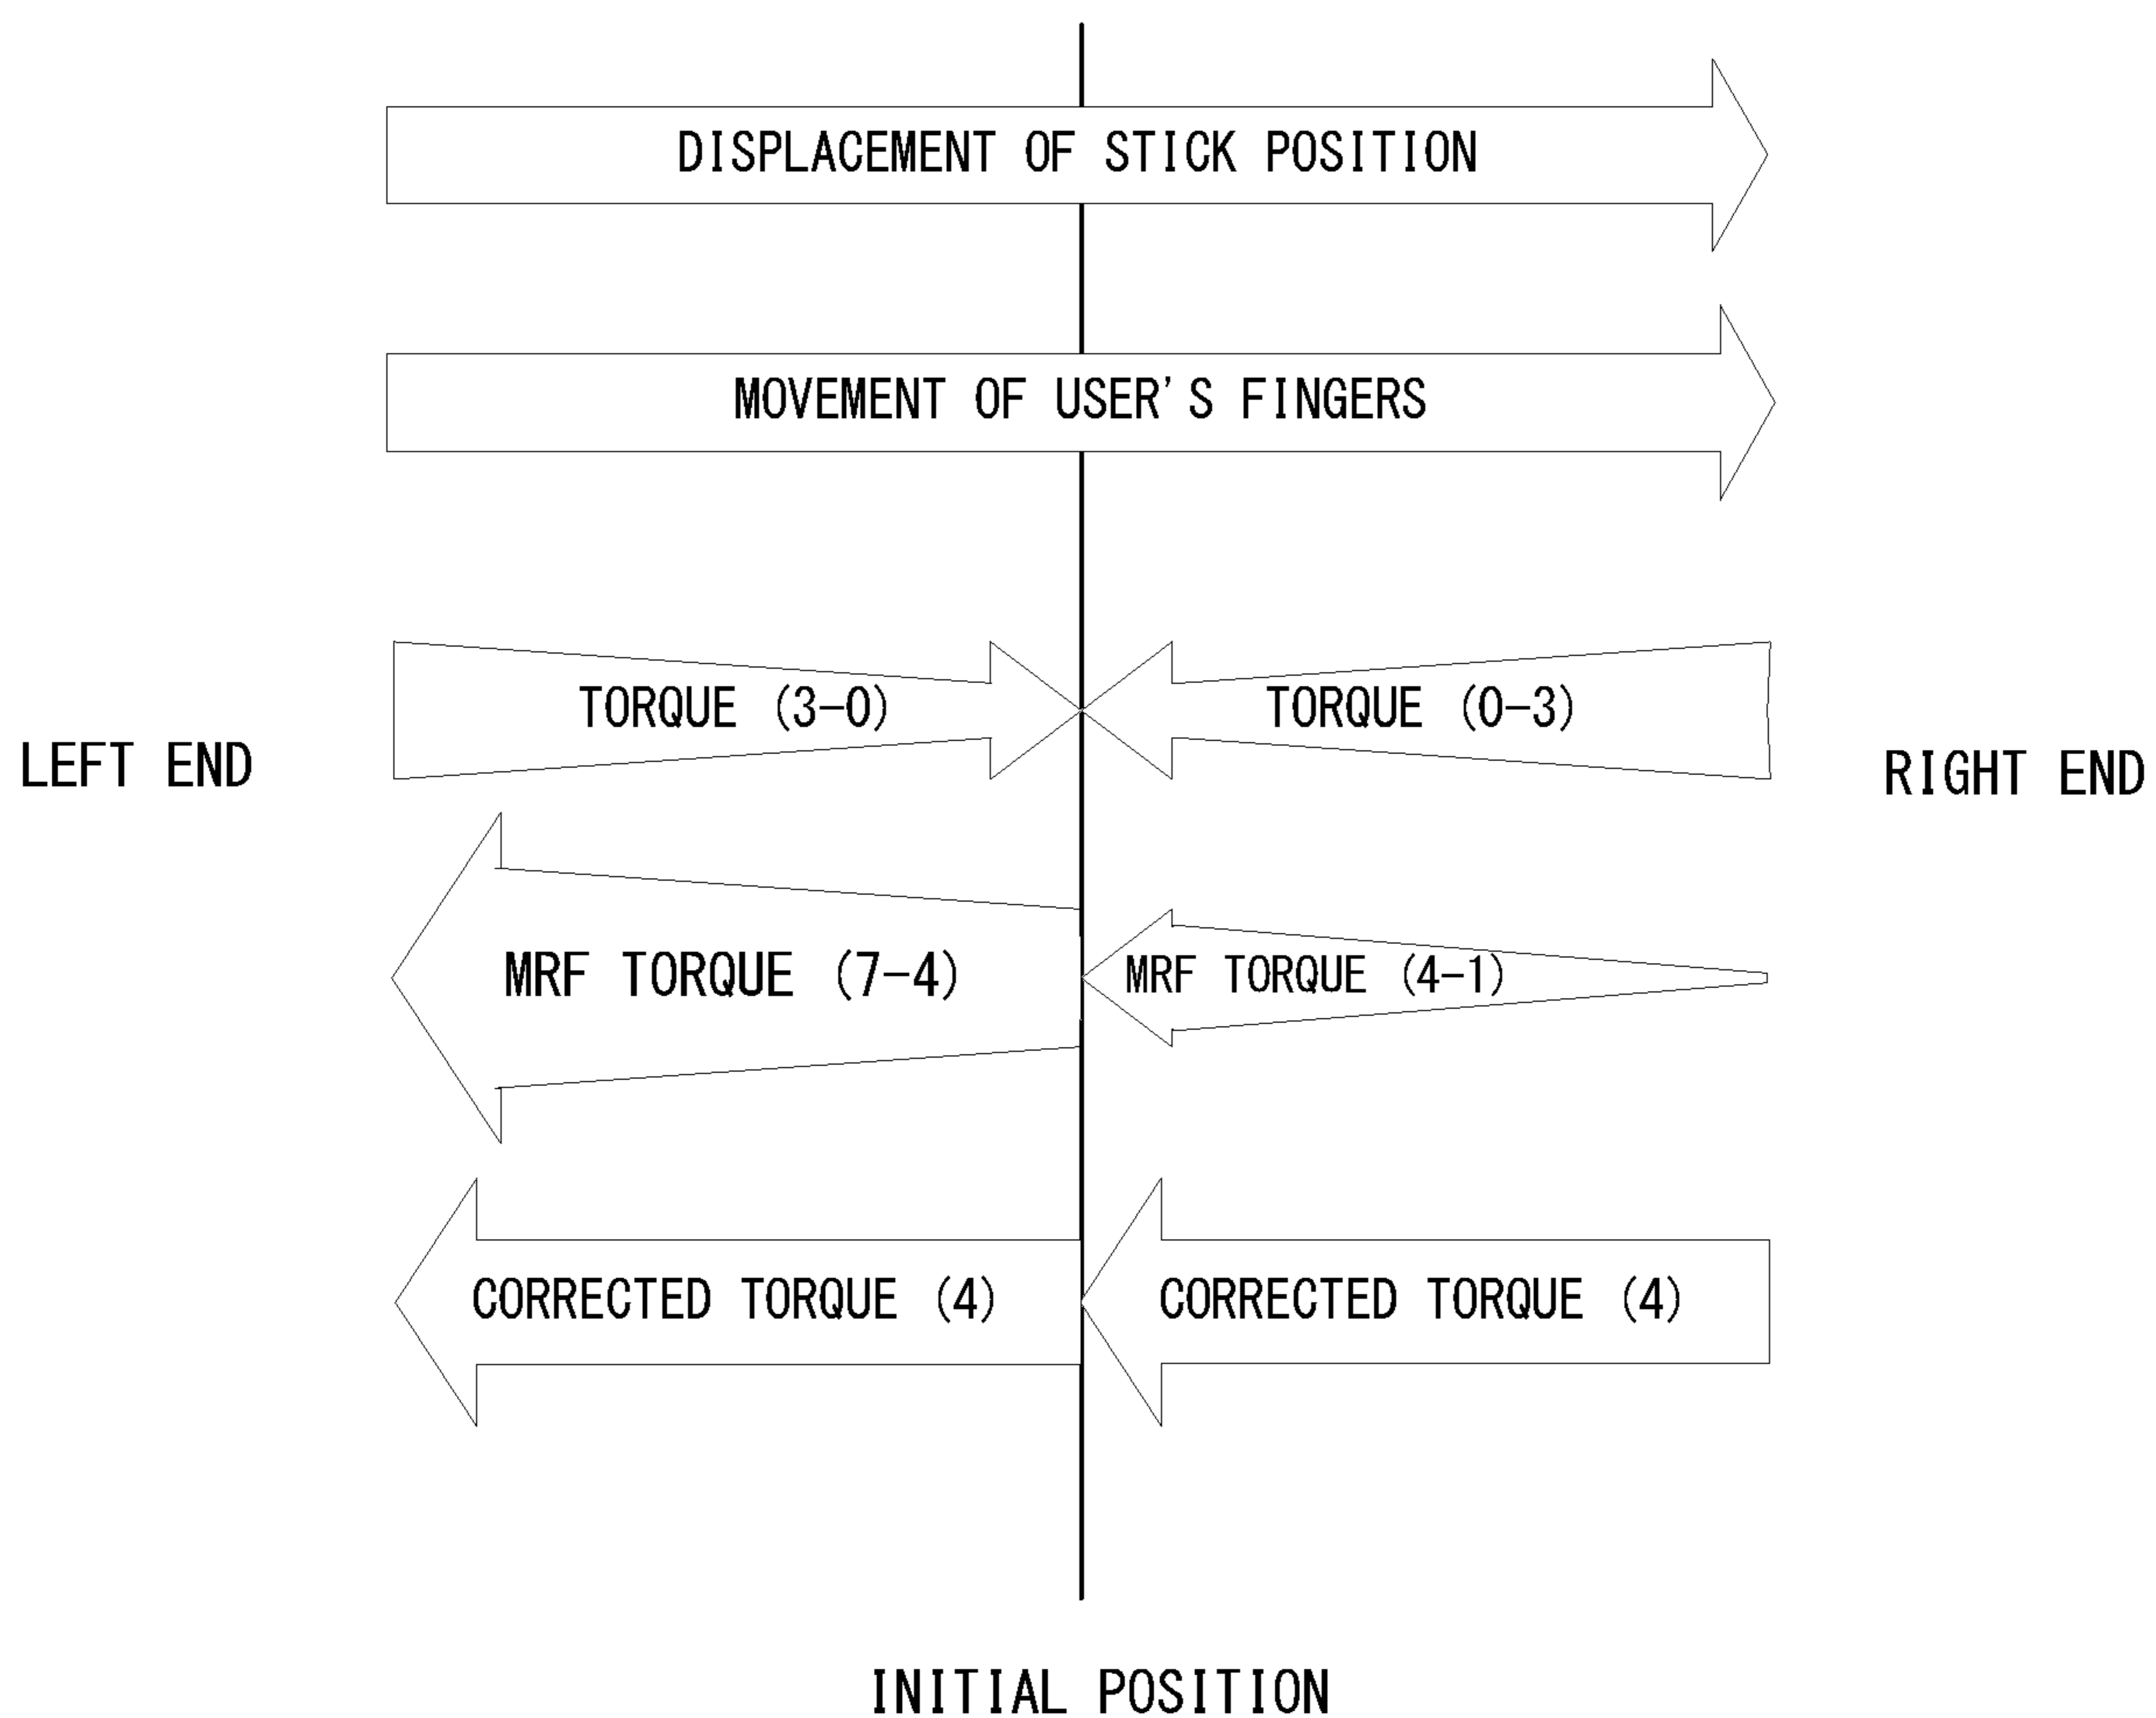 DISPLACEMENT OF STICK POSITION
MOVEMENT OF USER'S FINGERS
TORQUE (3-0)
TORQUE (0-3)
LEFT END
RIGHT END
MRF TORQUE (7-4)
MRF TORQUE (4-1)
CORRECTED TORQUE (4)
CORRECTED TORQUE (4)
INITIAL POSITION